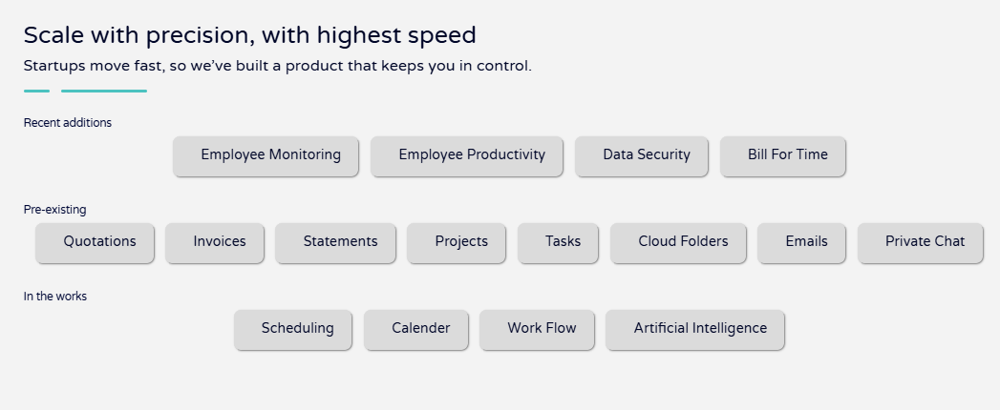 Scale with precision, with highest speed
Startups move fast, so we've built a product that keeps you in control.
Recent additions
Employee Monitoring Employee Productivity Data Security Bill For Time
Pre-existing
Quotations Invoices Statements Projects Tasks Cloud Folders Emails Private Chat
In the works
Scheduling Calender Work Flow Artificial Intelligence